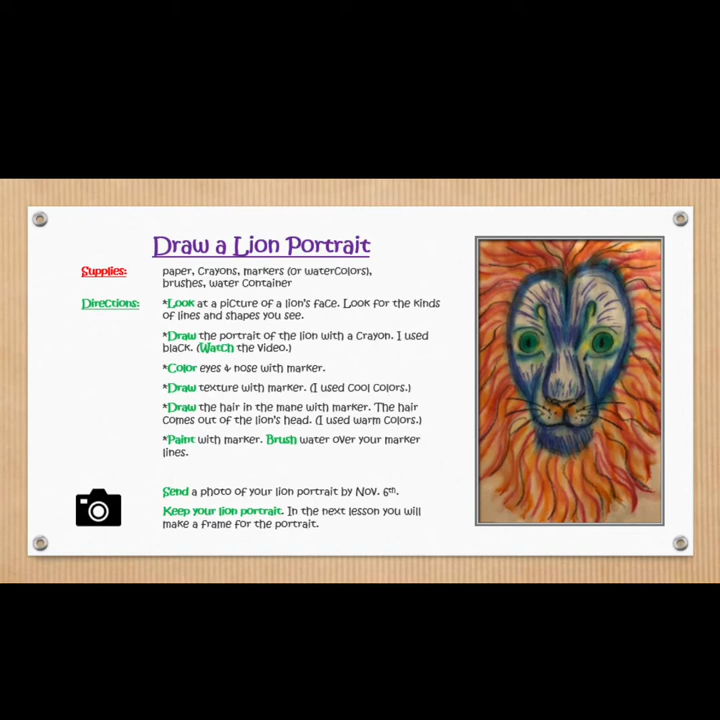 Draw a Lion Portrait
Supplies: paper, crayons, markers (or watercolors),
brushes, water container
Directions: *Look at a picture of a lion's face. Look for the kinds
of lines and shapes you see.
*Draw the portrait of the lion with a crayon. I used
black. (Watch the video.)
*Color eyes & nose with marker.
*Draw texture with marker. (I used cool colors.)
*Draw the hair in the mane with marker. The hair
comes out of the lion's head. (I used warm colors.)
*Paint with marker. Brush water over your marker
lines.
Send a photo of your lion portrait by Nov. 6th.
Keep your lion portrait. In the next lesson you will
make a frame for the portrait.